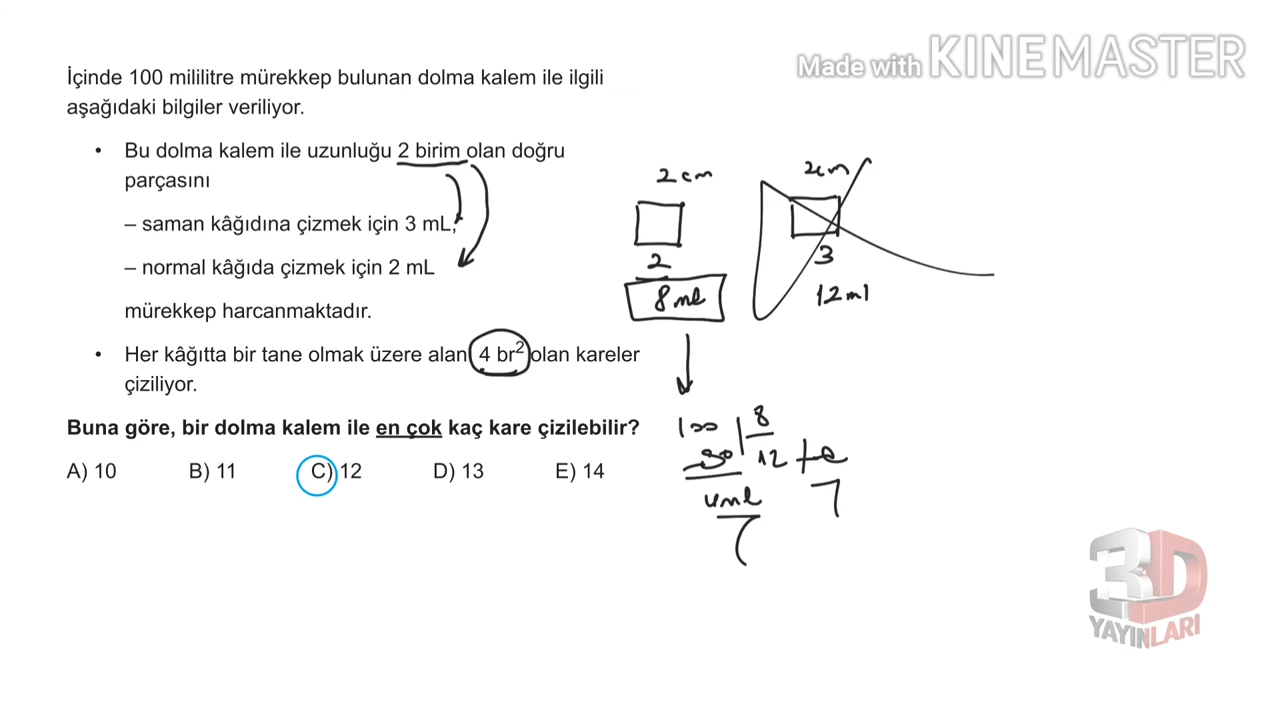 Made with KINEMASTER
İçinde 100 mililitre mürekkep bulunan dolma kalem ile ilgili
aşağıdaki bilgiler veriliyor.
• Bu dolma kalem ile uzunluğu 2 birim olan doğru
parçasını
– saman kâğıdına çizmek için 3 mL,
– normal kâğıda çizmek için 2 mL
mürekkep harcanmaktadır.
• Her kâğıtta bir tane olmak üzere alan 4 br² olan kareler
çiziliyor.
Buna göre, bir dolma kalem ile en çok kaç kare çizilebilir?
A) 10 B) 11 C) 12 D) 13 E) 14
2cm 2cm
2 3
8ml 12ml
100 8
12
4ml
3D
YAYINLARI